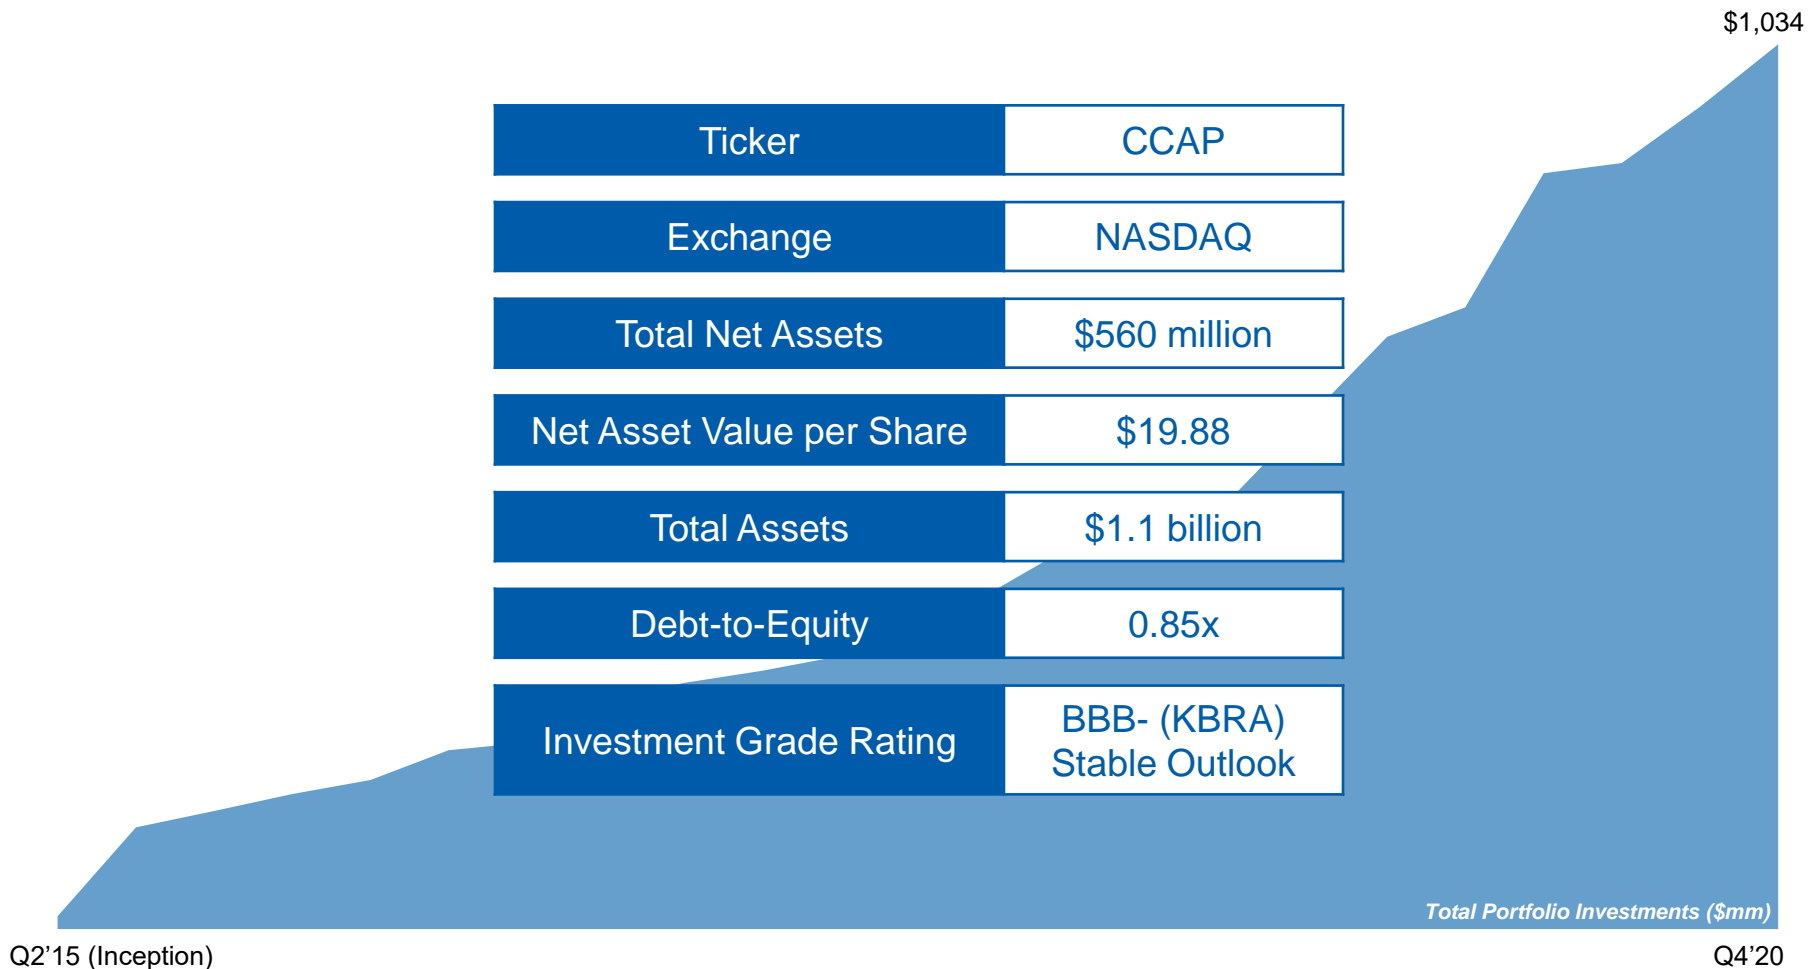 $1,034
Ticker CCAP
Exchange NASDAQ
Total Net Assets $560 million
Net Asset Value per Share $19.88
Total Assets $1.1 billion
Debt-to-Equity 0.85x
Investment Grade Rating BBB- (KBRA)
Stable Outlook
Total Portfolio Investments ($mm)
Q2’15 (Inception) Q4’20